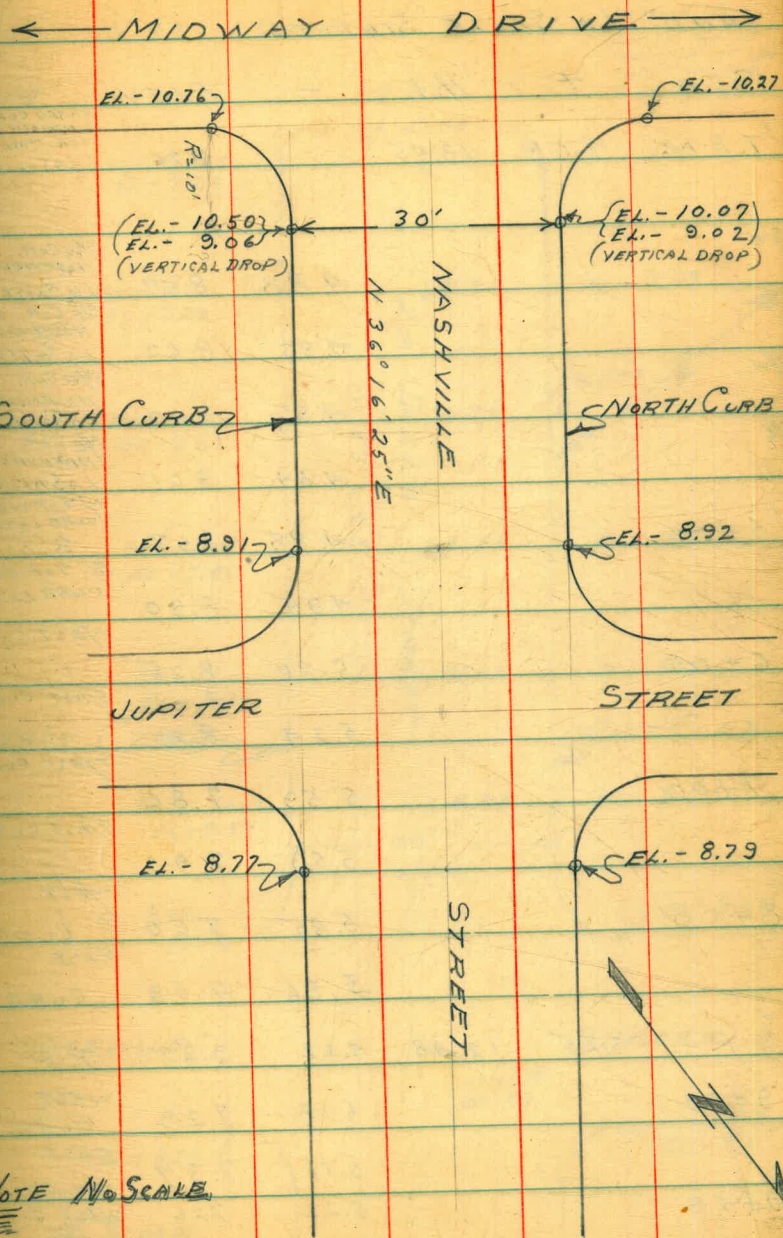 MIDWAY DRIVE
EL.-10.76
EL.-10.27
R=10'
(EL.-10.50)
(EL.-9.06)
(VERTICAL DROP)
30'
(EL.-10.07)
(EL.-9.02)
(VERTICAL DROP)
NASHVILLE
N 36° 16' 25" E
SOUTH CURB
NORTH CURB
EL.-8.91
EL.-8.92
JUPITER STREET
EL.-8.77
EL.-8.79
STREET
N
NOTE NO SCALE